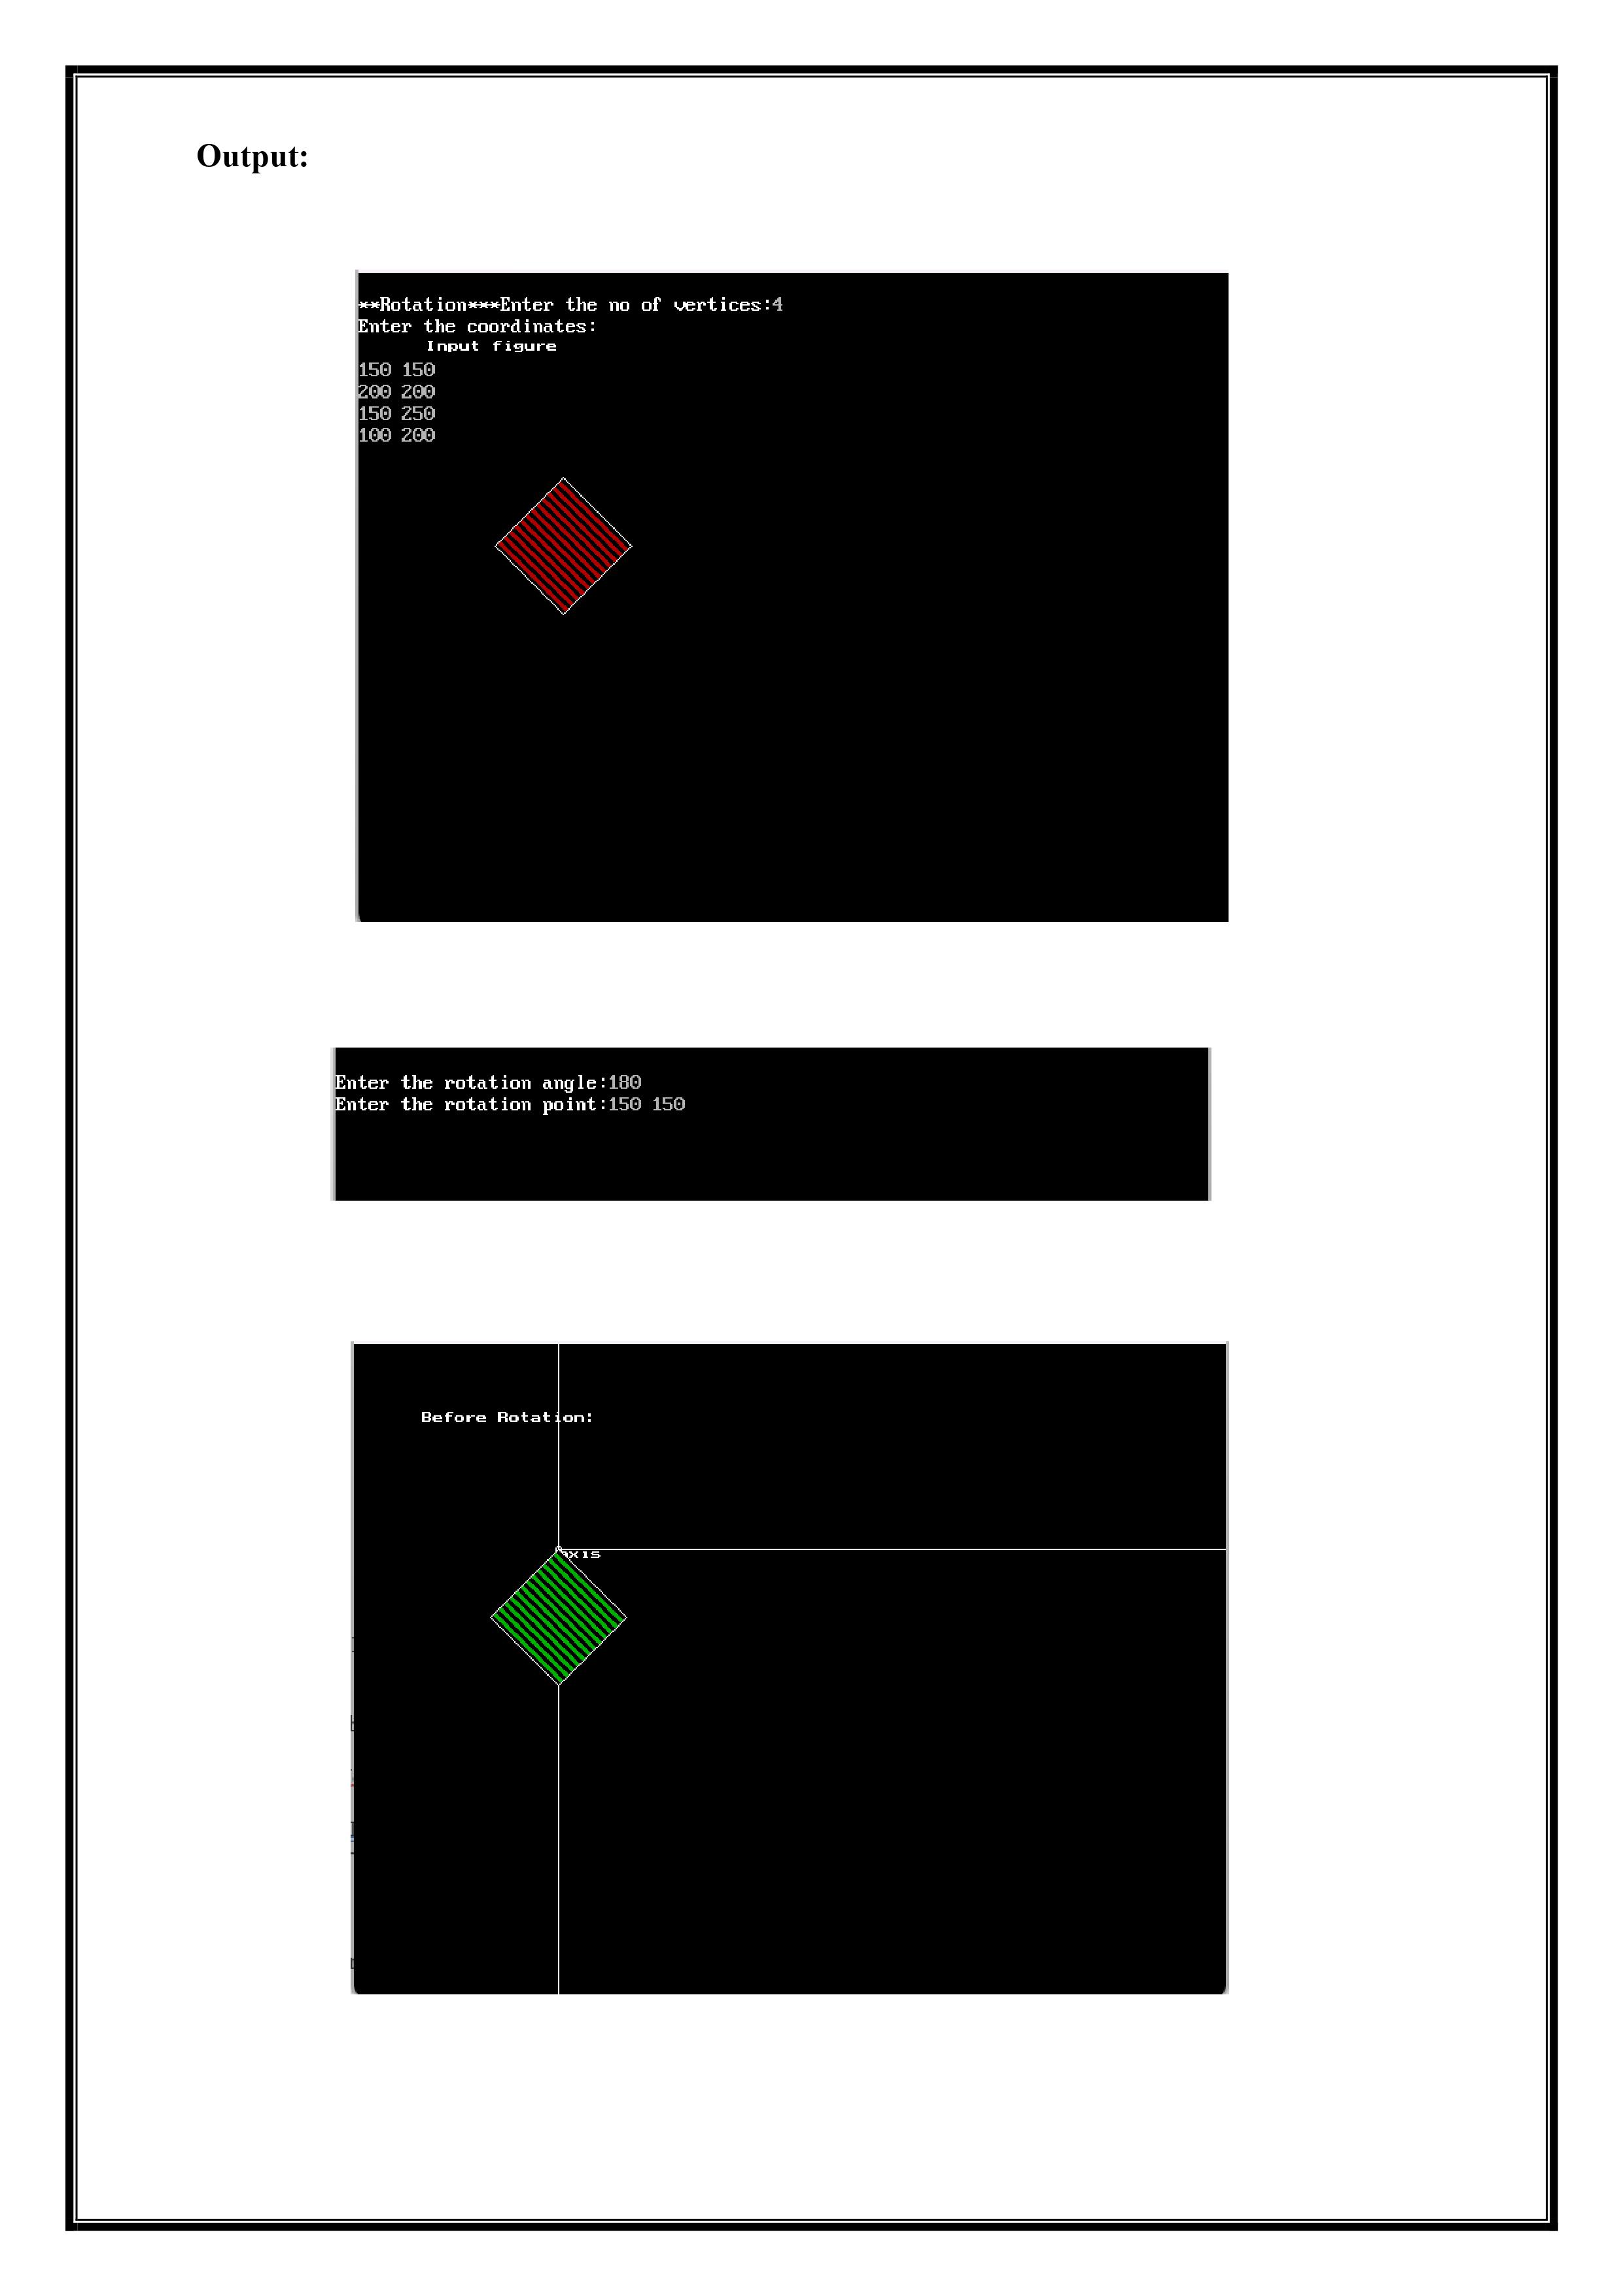 Output:
**Rotation***Enter the no of vertices:4
Enter the coordinates:
Input figure
150 150
200 200
150 250
100 200
Enter the rotation angle:180
Enter the rotation point:150 150
Before Rotation:
axis